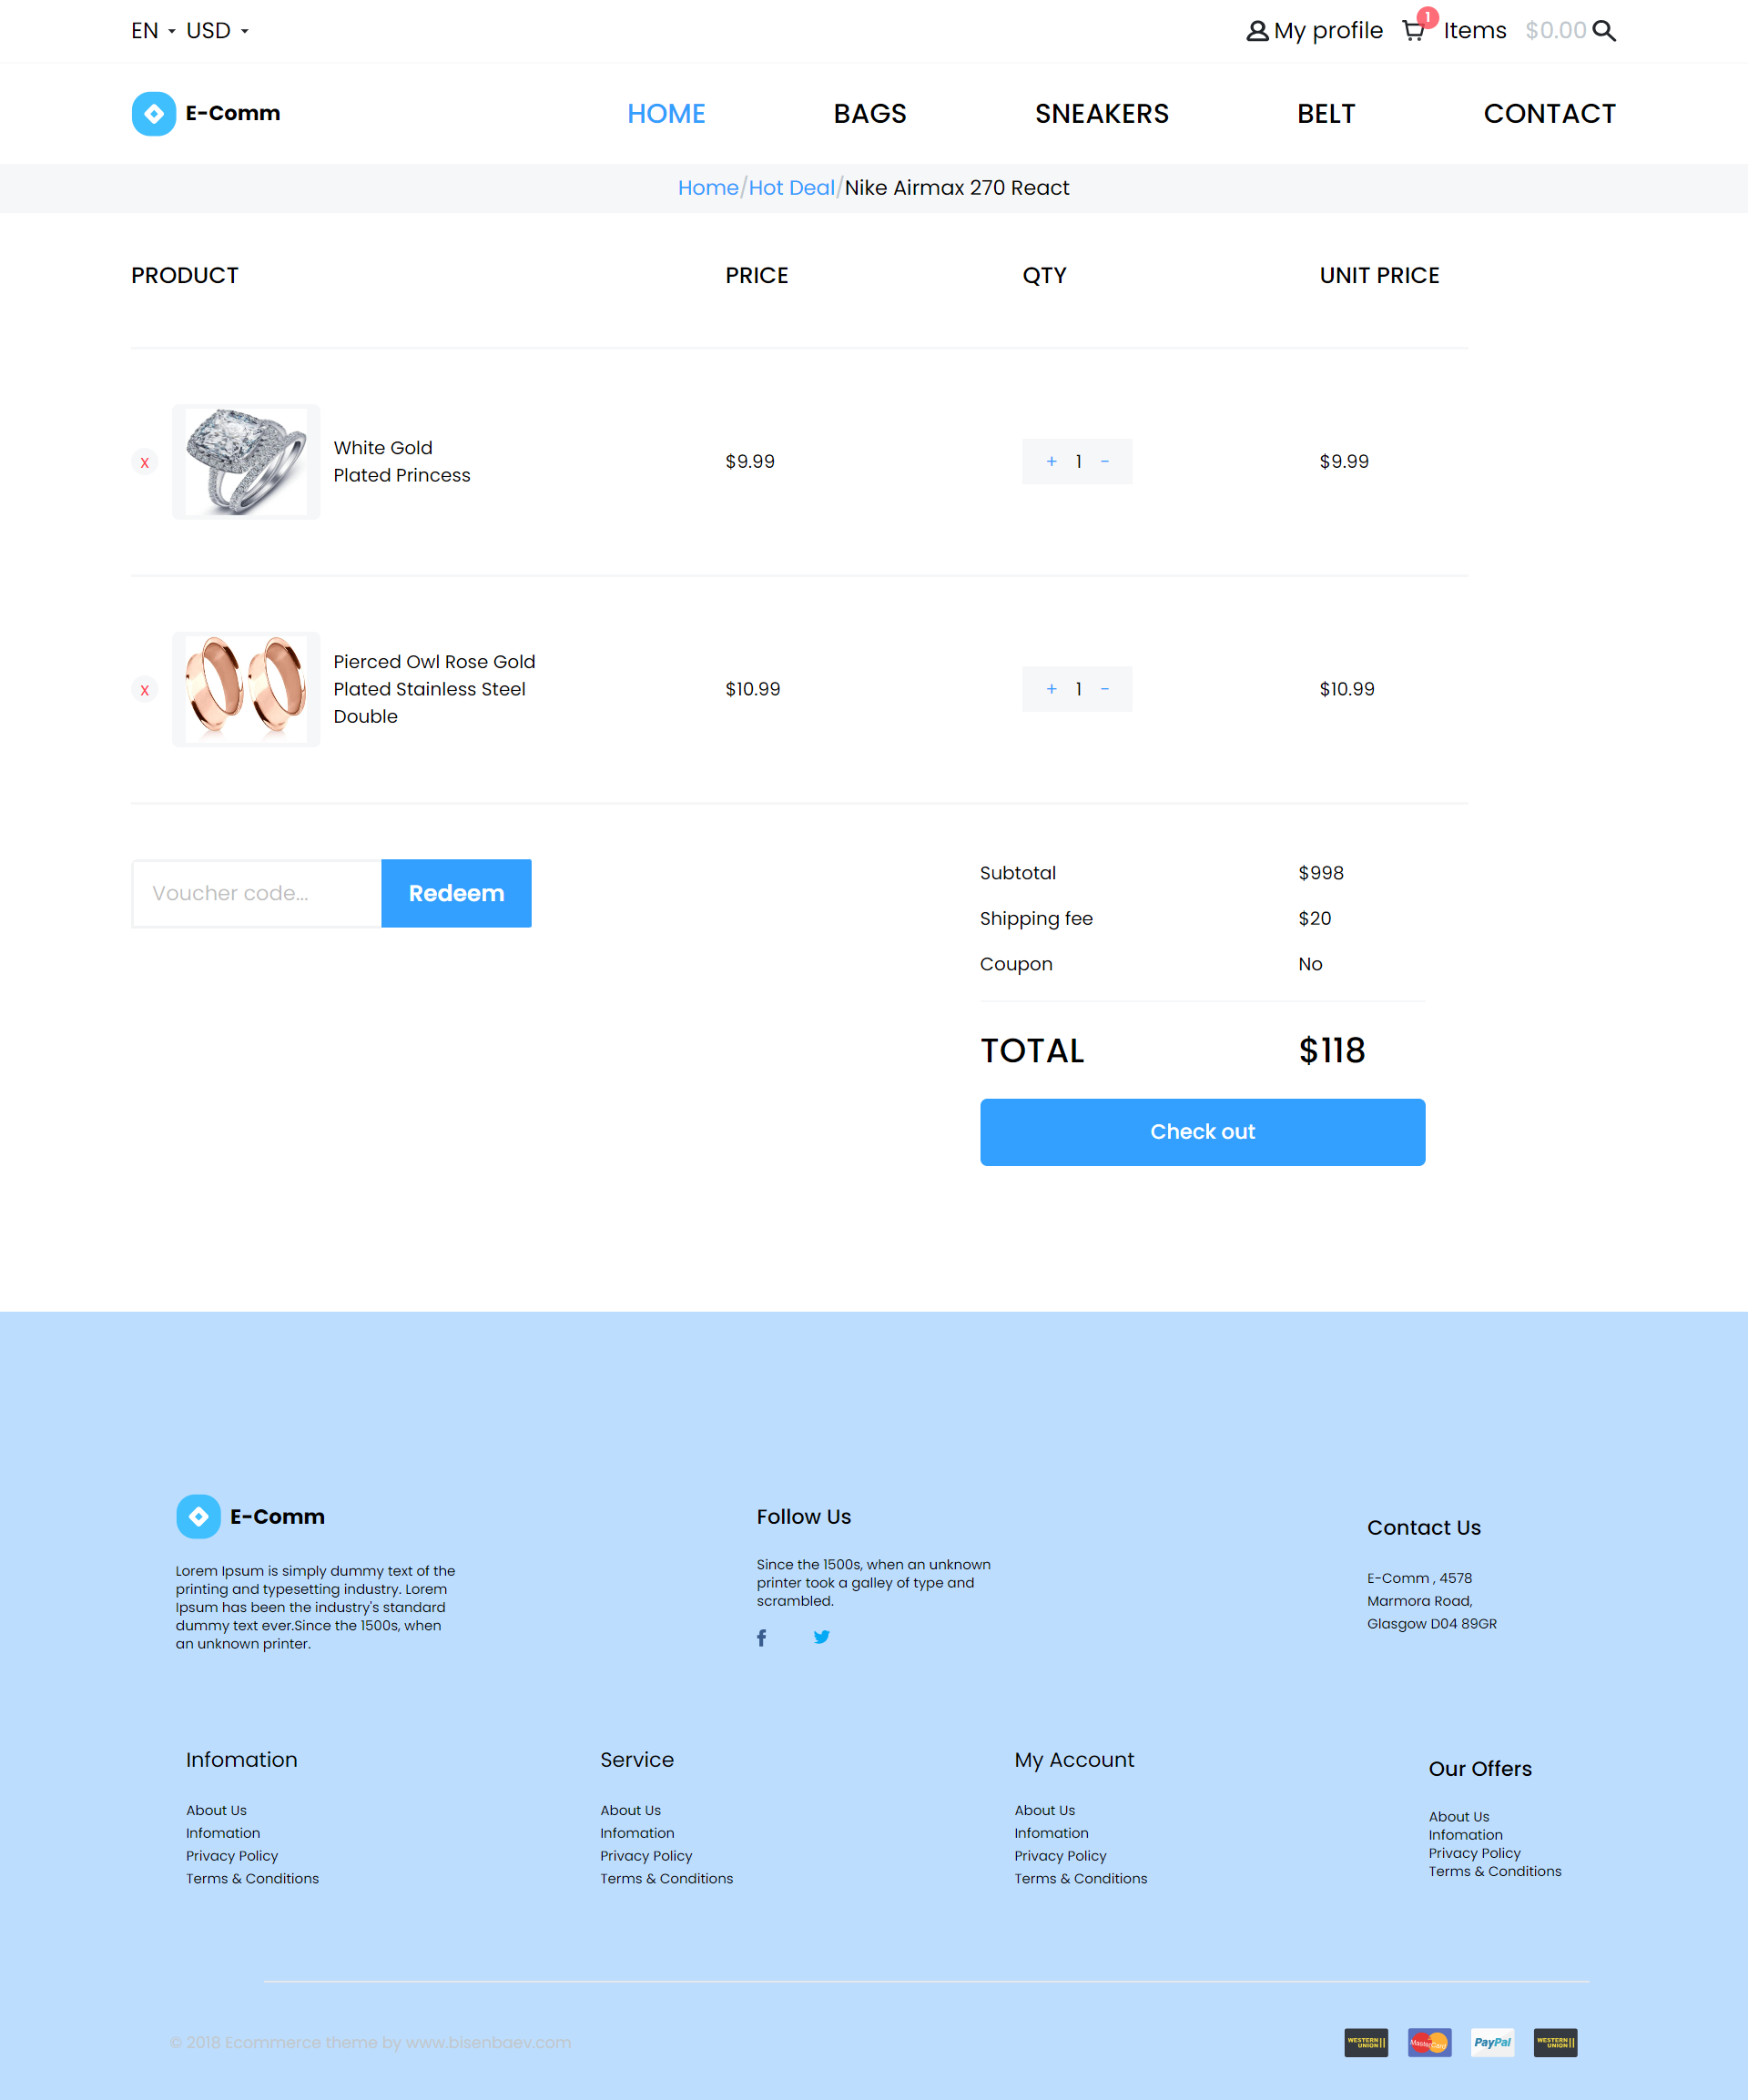 EN USD My profile 1 Items $0.00
E-Comm HOME BAGS SNEAKERS BELT CONTACT
Home/Hot Deal/Nike Airmax 270 React
PRODUCT PRICE QTY UNIT PRICE
x White Gold
Plated Princess $9.99 + 1 - $9.99
x Pierced Owl Rose Gold
Plated Stainless Steel
Double $10.99 + 1 - $10.99
Voucher code... Redeem
Subtotal $998
Shipping fee $20
Coupon No
TOTAL $118
Check out
E-Comm
Lorem Ipsum is simply dummy text of the
printing and typesetting industry. Lorem
Ipsum has been the industry's standard
dummy text ever.Since the 1500s, when
an unknown printer.
Follow Us
Since the 1500s, when an unknown
printer took a galley of type and
scrambled.
Contact Us
E-Comm , 4578
Marmora Road,
Glasgow D04 89GR
Infomation
About Us
Infomation
Privacy Policy
Terms & Conditions
Service
About Us
Infomation
Privacy Policy
Terms & Conditions
My Account
About Us
Infomation
Privacy Policy
Terms & Conditions
Our Offers
About Us
Infomation
Privacy Policy
Terms & Conditions
© 2018 Ecommerce theme by www.bisenbaev.com
WESTERN
UNION
MasterCard
PayPal
WESTERN
UNION